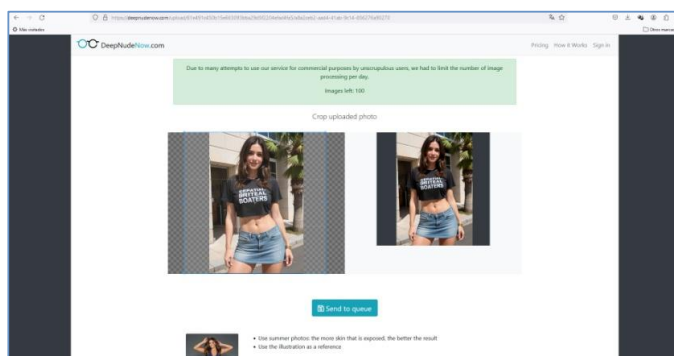 DeepNudeNow.com
Pricing How It Works Sign in
Due to many attempts to use our service for commercial purposes by unscrupulous users, we had to limit the number of image
processing per day.
Images left: 100
Crop uploaded photo
BOATERS
BOATERS
Send to queue
Use summer photos: the more skin that is exposed, the better the result
Use the illustration as a reference